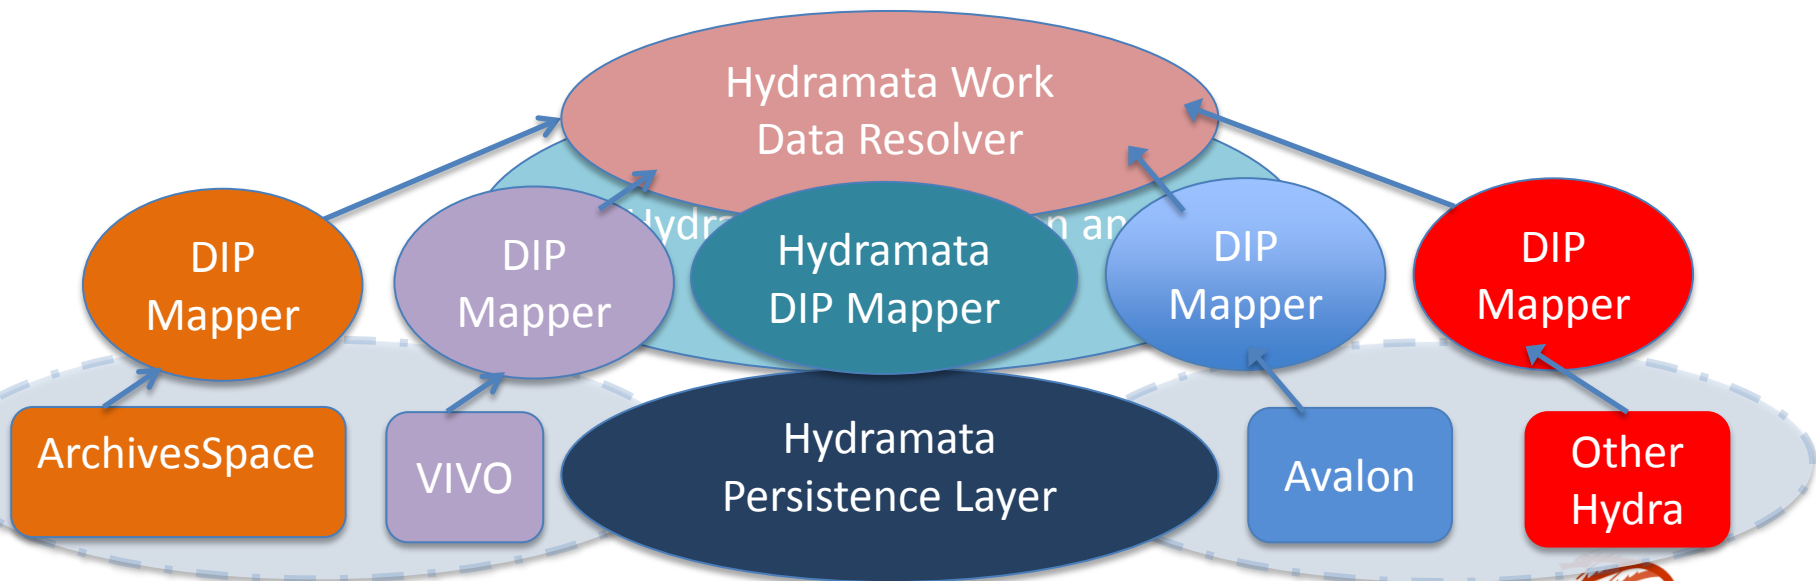 Hydramata Work
Data Resolver
DIP
Mapper
DIP
Mapper
Hydramata
DIP Mapper
DIP
Mapper
DIP
Mapper
ArchivesSpace
VIVO
Hydramata
Persistence Layer
Avalon
Other
Hydra